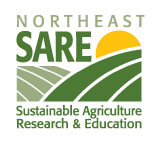 NORTHEAST
SARE
Sustainable Agriculture
Research & Education